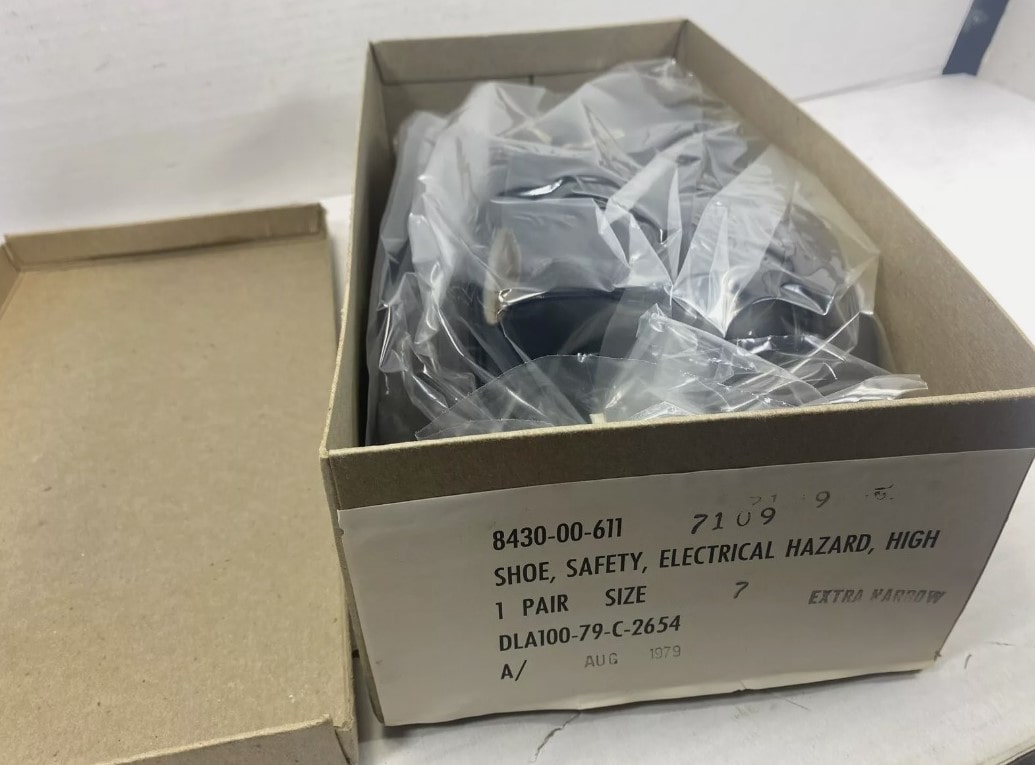 8430-00-611 7109
SHOE, SAFETY, ELECTRICAL HAZARD, HIGH
1 PAIR SIZE 7 EXTRA NARROW
DLA100-79-C-2654
A/ AUG 1979